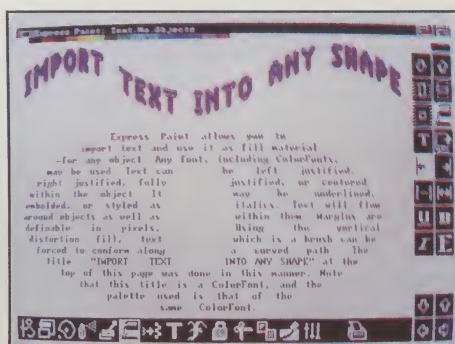 Express Paint: Text.No.Objects
IMPORT TEXT INTO ANY SHAPE
Express Paint allows you to
import text and use it as fill material
-for any object Any font, including ColorFonts,
may be used Text can be left justified,
right justified, fully justified, or centered
within the object It may be underlined,
emboldened, or styled as italics. Text will flow
around objects as well as within them Margins are
definable in pixels. Using the vertical
distortion fill, text which is a brush can be
forced to conform along a curved path The
title "IMPORT TEXT INTO ANY SHAPE" at the
top of this page was done in this manner. Note
that this title is a ColorFont, and the
palette used is that of the
same ColorFont.